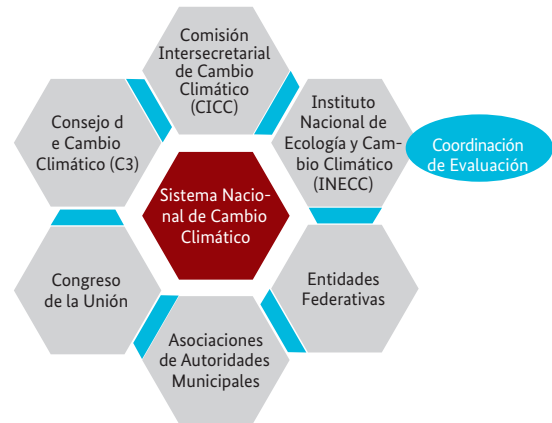 Comisión
Intersecretarial
de Cambio
Climático
(CICC)
Instituto
Nacional de
Ecología y Cam-
bio Climático
(INECC)
Coordinación
de Evaluación
Consejo d
e Cambio
Climático (C3)
Sistema Nacio-
nal de Cambio
Climático
Congreso
de la Unión
Entidades
Federativas
Asociaciones
de Autoridades
Municipales